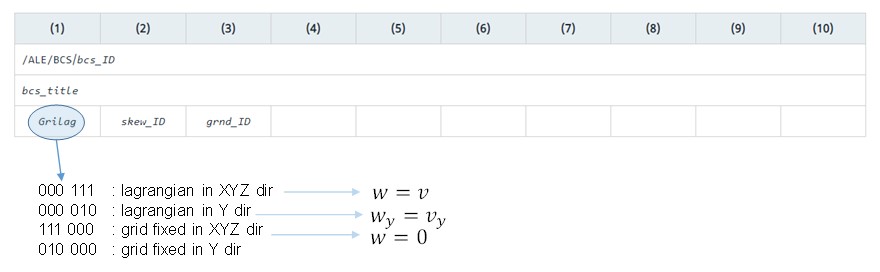 (1) (2) (3) (4) (5) (6) (7) (8) (9) (10)
/ALE/BCS/bcs_ID
bcs_title
Grilag skew_ID grnd_ID
000 111 : lagrangian in XYZ dir w = v
000 010 : lagrangian in Y dir w_y = v_y
111 000 : grid fixed in XYZ dir w = 0
010 000 : grid fixed in Y dir